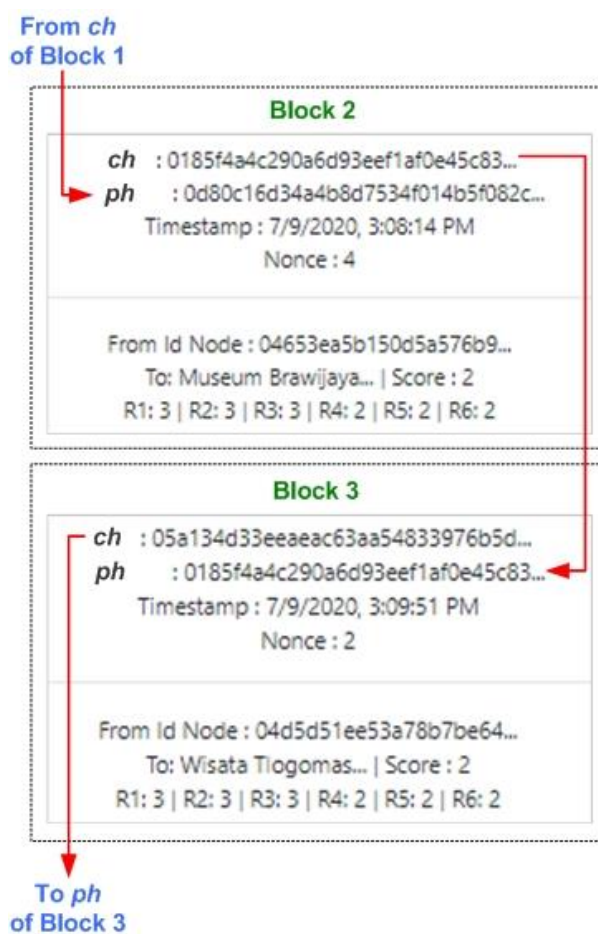 From ch
of Block 1
Block 2
ch : 0185f4a4c290a6d93eef1af0e45c83...
ph : 0d80c16d34a4b8d7534f014b5f082c...
Timestamp : 7/9/2020, 3:08:14 PM
Nonce : 4
From Id Node : 04653ea5b150d5a576b9...
To: Museum Brawijaya... | Score : 2
R1: 3 | R2: 3 | R3: 3 | R4: 2 | R5: 2 | R6: 2
Block 3
ch : 05a134d33eeaeac63aa54833976b5d...
ph : 0185f4a4c290a6d93eef1af0e45c83...
Timestamp : 7/9/2020, 3:09:51 PM
Nonce : 2
From Id Node : 04d5d51ee53a78b7be64...
To: Wisata Tlogomas... | Score : 2
R1: 3 | R2: 3 | R3: 3 | R4: 2 | R5: 2 | R6: 2
To ph
of Block 3